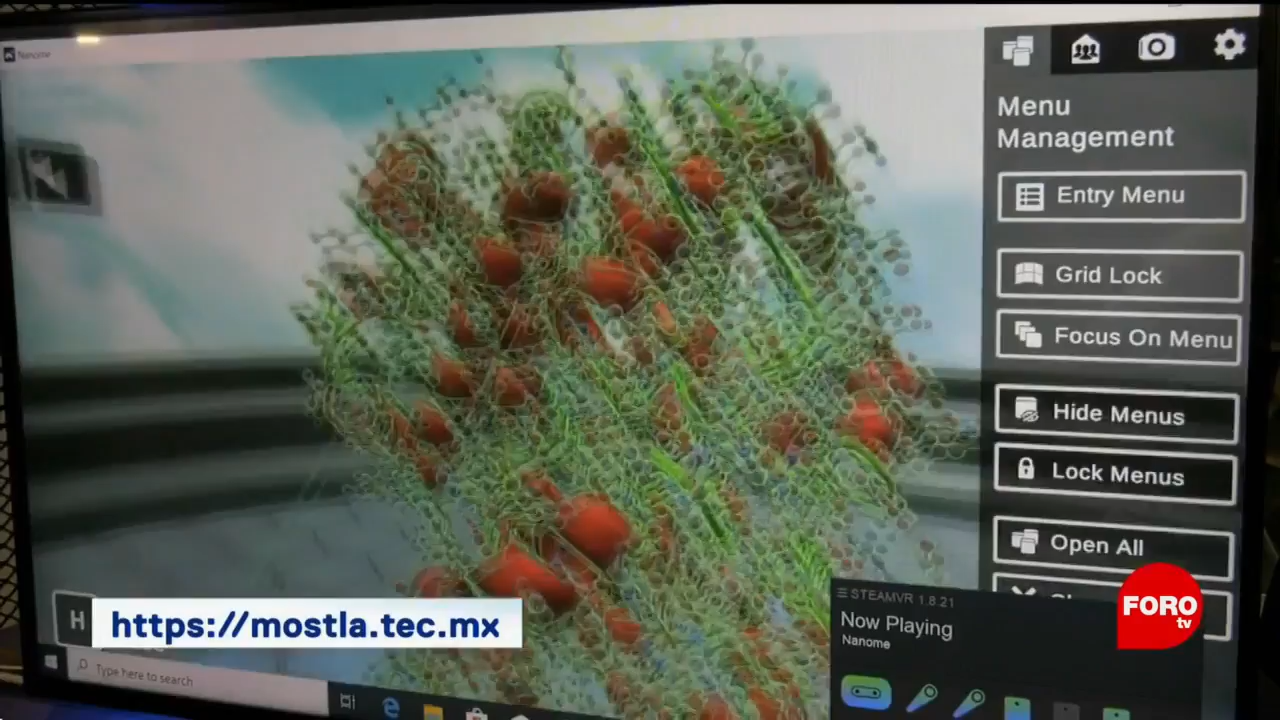 Nanome
Menu
Management
Entry Menu
Grid Lock
Focus On Menu
Hide Menus
Lock Menus
Open All
STEAMVR 1.8.21
Now Playing
Nanome
FORO
tv
H
https://mostla.tec.mx
Type here to search